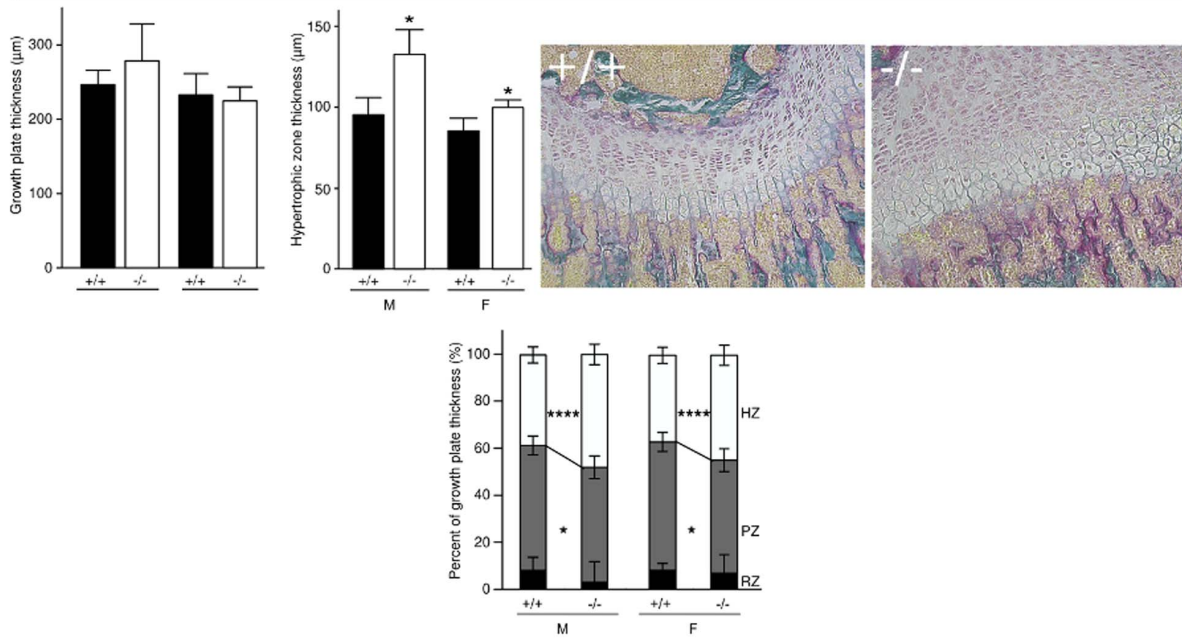 Growth plate thickness (µm)
300
200
100
0
+/+ -/- +/+ -/-
Hypertrophic zone thickness (µm)
150
100
50
0
* *
+/+ -/- +/+ -/-
M F
+/+
-/-
Percent of growth plate thickness (%)
100
80
60
40
20
0
**** **** HZ
* * PZ
RZ
+/+ -/- +/+ -/-
M F